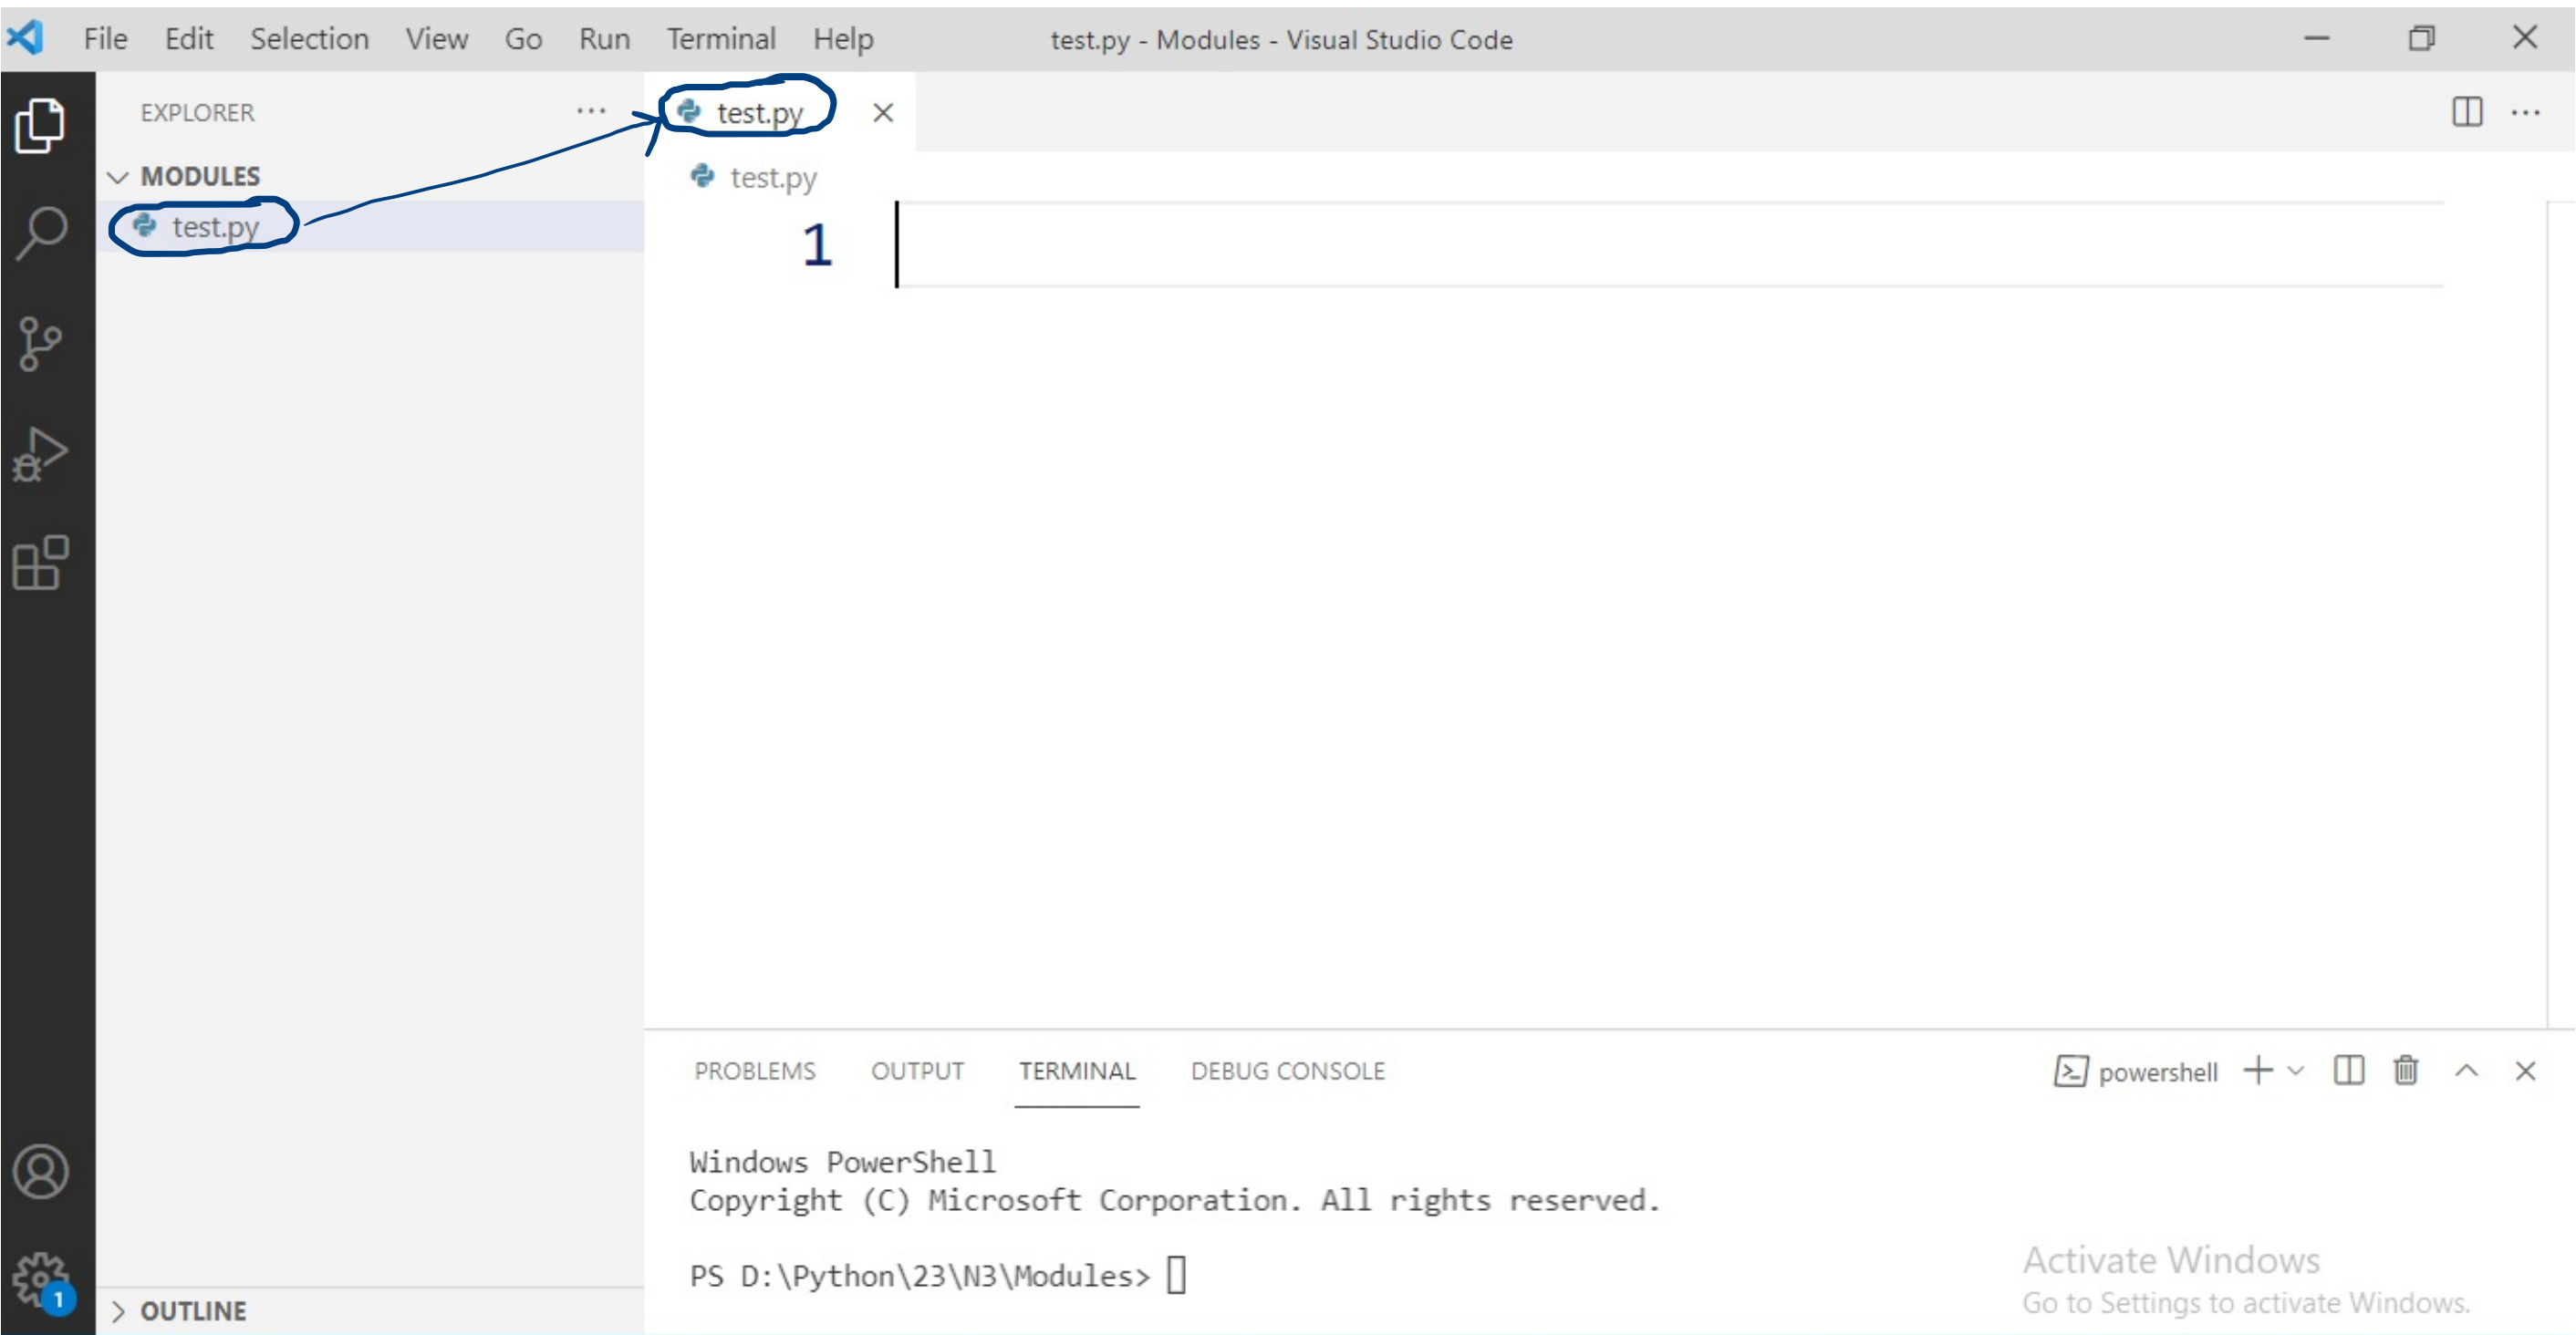 File Edit Selection View Go Run Terminal Help test.py - Modules - Visual Studio Code
EXPLORER
MODULES
test.py
test.py
test.py
1
PROBLEMS OUTPUT TERMINAL DEBUG CONSOLE powershell
Windows PowerShell
Copyright (C) Microsoft Corporation. All rights reserved.
PS D:\Python\23\N3\Modules>
Activate Windows
Go to Settings to activate Windows.
1
OUTLINE